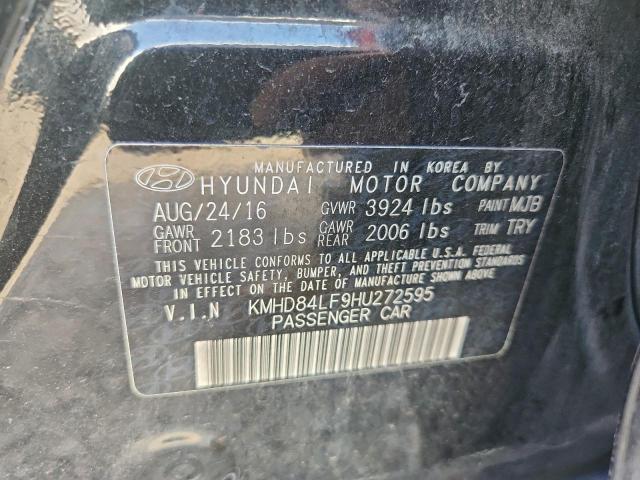 MANUFACTURED IN KOREA BY
HYUNDAI MOTOR COMPANY
AUG/24/16 GVWR 3924 lbs PAINT MJB
GAWR FRONT 2183 lbs GAWR REAR 2006 lbs TRIM TRY
THIS VEHICLE CONFORMS TO ALL APPLICABLE U.S.A. FEDERAL
MOTOR VEHICLE SAFETY, BUMPER, AND THEFT PREVENTION STANDARDS
IN EFFECT ON THE DATE OF MANUFACTURE SHOWN ABOVE
V.I.N KMHD84LF9HU272595
PASSENGER CAR